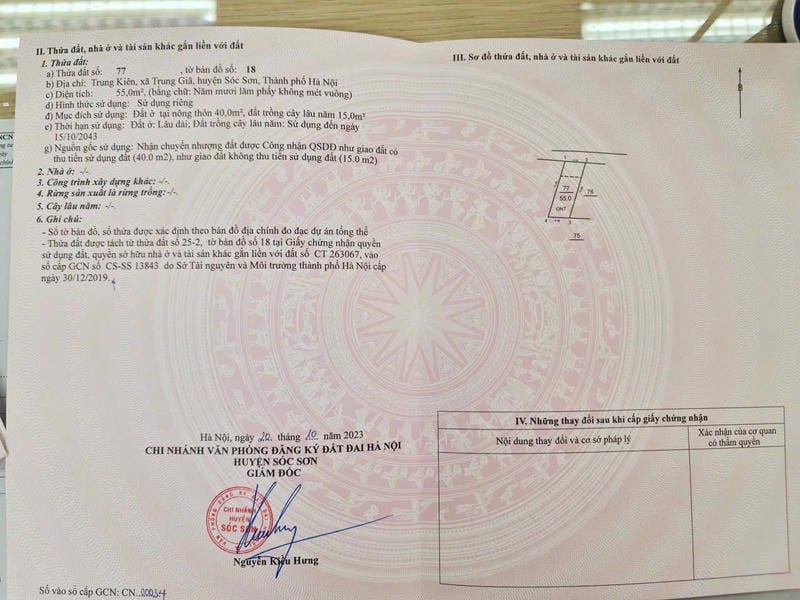 II. Thửa đất, nhà ở và tài sản khác gắn liền với đất
1. Thửa đất:
a) Thửa đất số: 77 , tờ bản đồ số: 18
b) Địa chỉ: Trung Kiên, xã Trung Giã, huyện Sóc Sơn, Thành phố Hà Nội
c) Diện tích: 55,0m², (bằng chữ: Năm mươi lăm phẩy không mét vuông)
d) Hình thức sử dụng: Sử dụng riêng
đ) Mục đích sử dụng: Đất ở tại nông thôn 40,0m², đất trồng cây lâu năm 15,0m²
e) Thời hạn sử dụng: Đất ở: Lâu dài; Đất trồng cây lâu năm: Sử dụng đến ngày
15/10/2043
g) Nguồn gốc sử dụng: Nhận chuyển nhượng đất được Công nhận QSDĐ như giao đất có
thu tiền sử dụng đất (40.0 m2), như giao đất không thu tiền sử dụng đất (15.0 m2)
2. Nhà ở: -/-.
3. Công trình xây dựng khác: -/-.
4. Rừng sản xuất là rừng trồng: -/-.
5. Cây lâu năm: -/-.
6. Ghi chú:
- Số tờ bản đồ, số thửa được xác định theo bản đồ địa chính đo đạc dự án tổng thể
- Thửa đất được tách từ thửa đất số 25-2, tờ bản đồ số 18 tại Giấy chứng nhận quyền
sử dụng đất, quyền sở hữu nhà ở và tài sản khác gắn liền với đất số CT 263067, vào
sổ cấp GCN số CS-SS 13843 do Sở Tài nguyên và Môi trường thành phố Hà Nội cấp
ngày 30/12/2019.
Hà Nội, ngày 20 tháng 10 năm 2023
CHI NHÁNH VĂN PHÒNG ĐĂNG KÝ ĐẤT ĐAI HÀ NỘI
HUYỆN SÓC SƠN
GIÁM ĐỐC
CHI NHÁNH
HUYỆN
SÓC SƠN
Nguyễn Kiều Hưng
Số vào sổ cấp GCN: CN..00034
III. Sơ đồ thửa đất, nhà ở và tài sản khác gắn liền với đất
B
1 2
77
55.0
ONT
76
4 3
75
IV. Những thay đổi sau khi cấp giấy chứng nhận
Nội dung thay đổi và cơ sở pháp lý
Xác nhận của cơ quan
có thẩm quyền